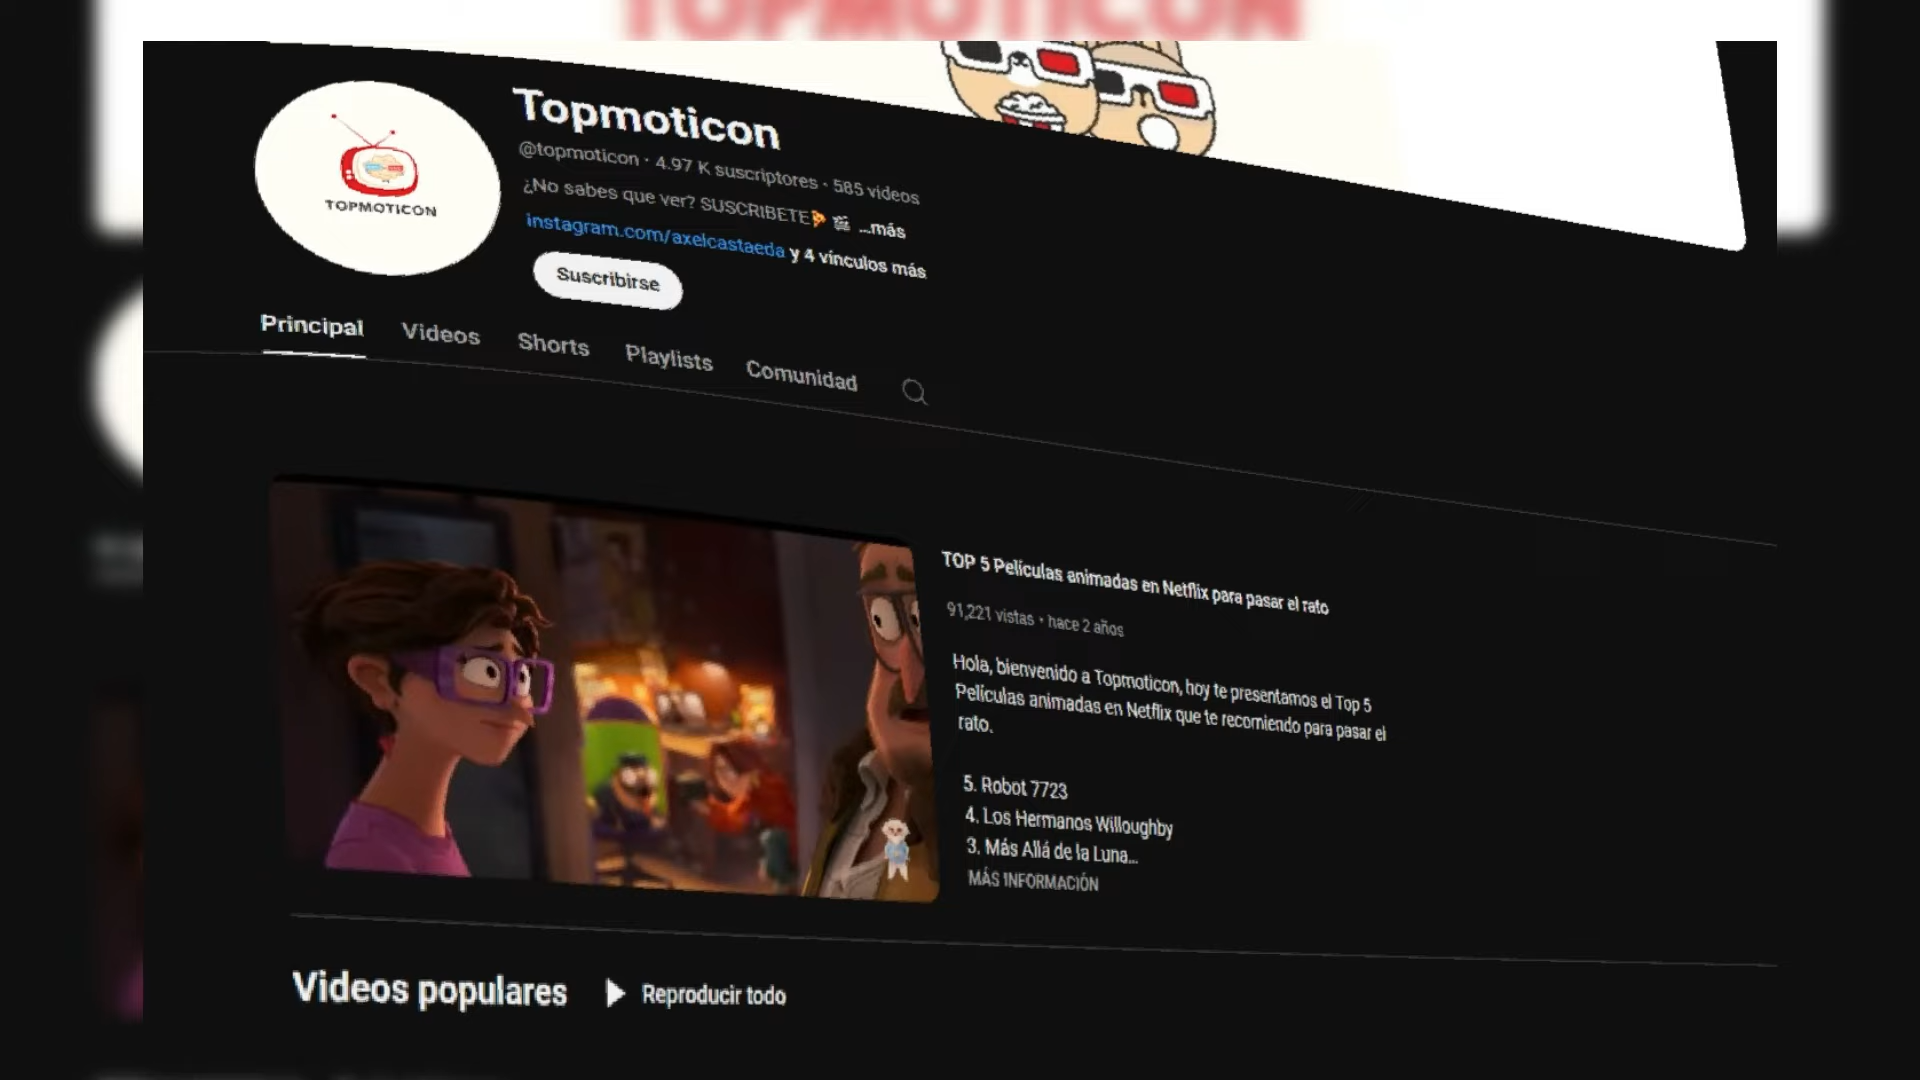 TOPMOTICON
Topmoticon
@topmoticon · 4.97 K suscriptores · 585 videos
¿No sabes que ver? SUSCRIBETE🍕 🎬 ...más
instagram.com/axelcastaeda y 4 vínculos más
Suscribirse
TOPMOTICON
Principal Videos Shorts Playlists Comunidad
TOP 5 Películas animadas en Netflix para pasar el rato
91,221 vistas · hace 2 años
Hola, bienvenido a Topmoticon, hoy te presentamos el Top 5
Películas animadas en Netflix que te recomiendo para pasar el
rato.
5. Robot 7723
4. Los Hermanos Willoughby
3. Más Allá de la Luna...
MÁS INFORMACIÓN
Videos populares Reproducir todo